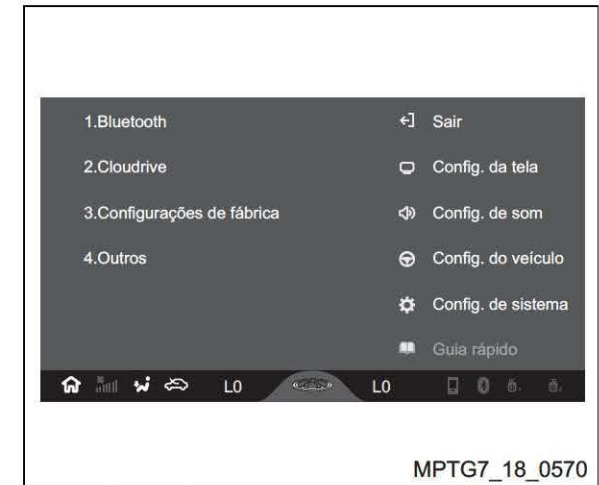 1.Bluetooth
2.Cloudrive
3.Configurações de fábrica
4.Outros
Sair
Config. da tela
Config. de som
Config. do veículo
Config. de sistema
Guia rápido
L0
L0
MPTG7_18_0570